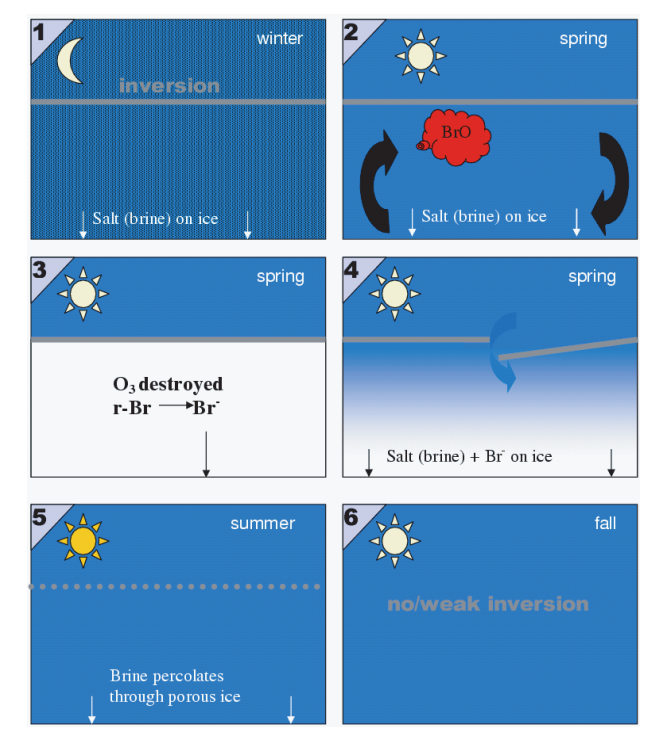 1
winter
inversion
Salt (brine) on ice
2
spring
BrO
Salt (brine) on ice
3
spring
O₃ destroyed
r-Br ⟶Br⁻
4
spring
Salt (brine) + Br⁻ on ice
5
summer
Brine percolates
through porous ice
6
fall
no/weak inversion